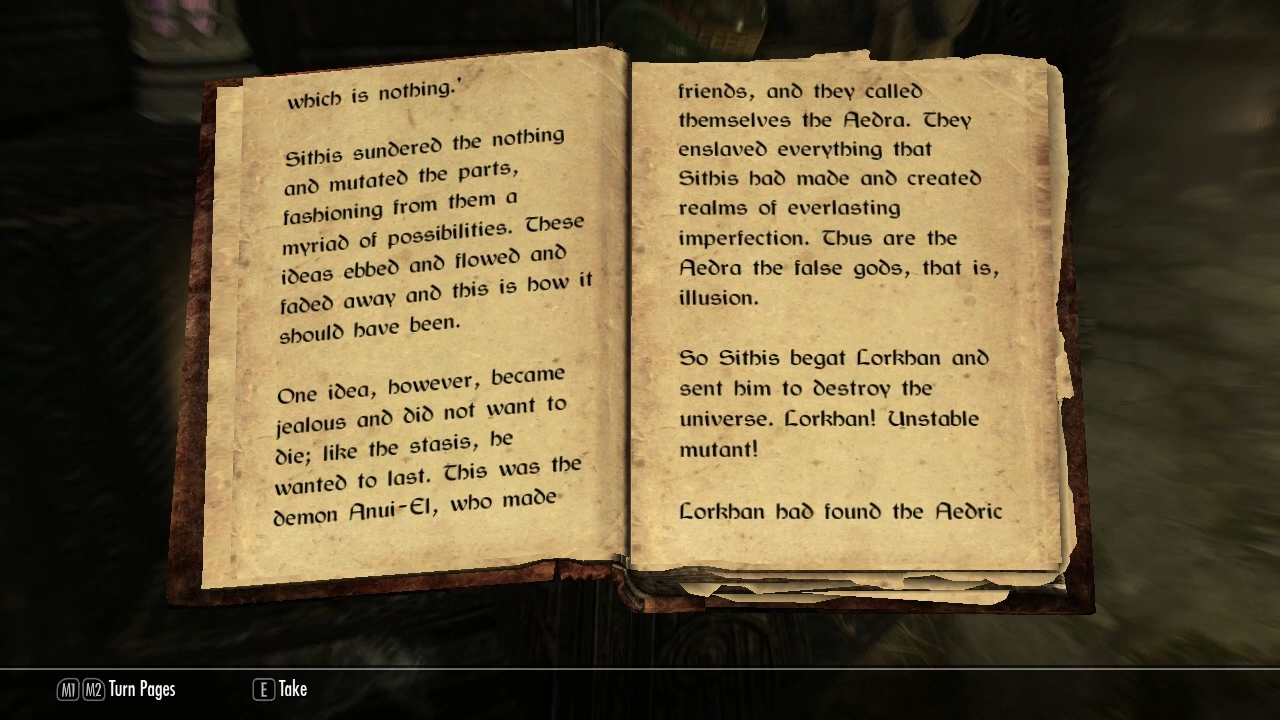 which is nothing.'
Sithis sundered the nothing
and mutated the parts,
fashioning from them a
myriad of possibilities. These
ideas ebbed and flowed and
faded away and this is how it
should have been.
One idea, however, became
jealous and did not want to
die; like the stasis, he
wanted to last. This was the
demon Anui-El, who made
friends, and they called
themselves the Aedra. They
enslaved everything that
Sithis had made and created
realms of everlasting
imperfection. Thus are the
Aedra the false gods, that is,
illusion.
So Sithis begat Lorkhan and
sent him to destroy the
universe. Lorkhan! Unstable
mutant!
Lorkhan had found the Aedric
M1 M2 Turn Pages
E Take